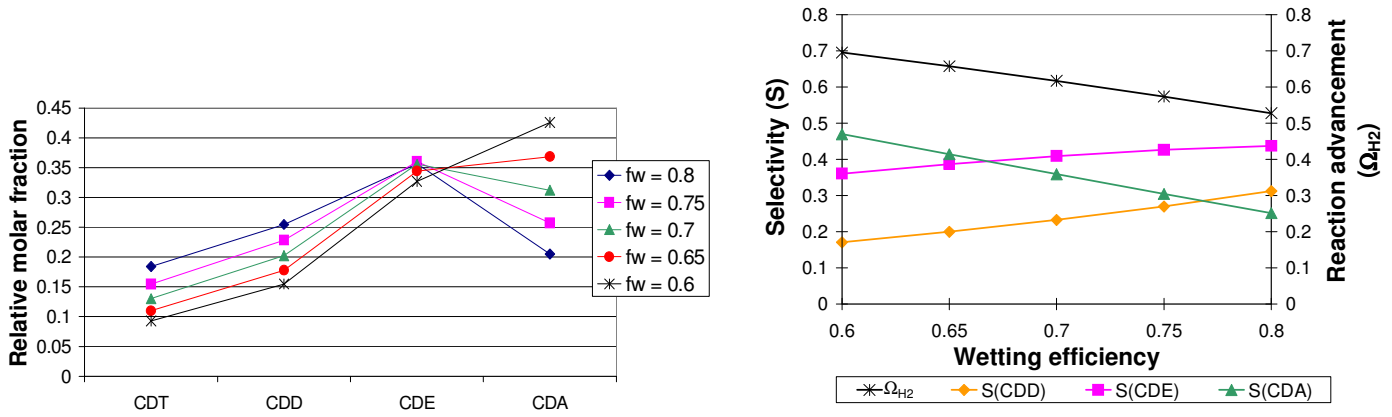 Relative molar fraction
0.45
0.4
0.35
0.3
0.25
0.2
0.15
0.1
0.05
0
CDT CDD CDE CDA
fw = 0.8
fw = 0.75
fw = 0.7
fw = 0.65
fw = 0.6
Selectivity (S)
0.8
0.7
0.6
0.5
0.4
0.3
0.2
0.1
0
0.6 0.65 0.7 0.75 0.8
Wetting efficiency
0.8
0.7
0.6
0.5
0.4
0.3
0.2
0.1
0
Reaction advancement
(ΩH2)
ΩH2 S(CDD) S(CDE) S(CDA)